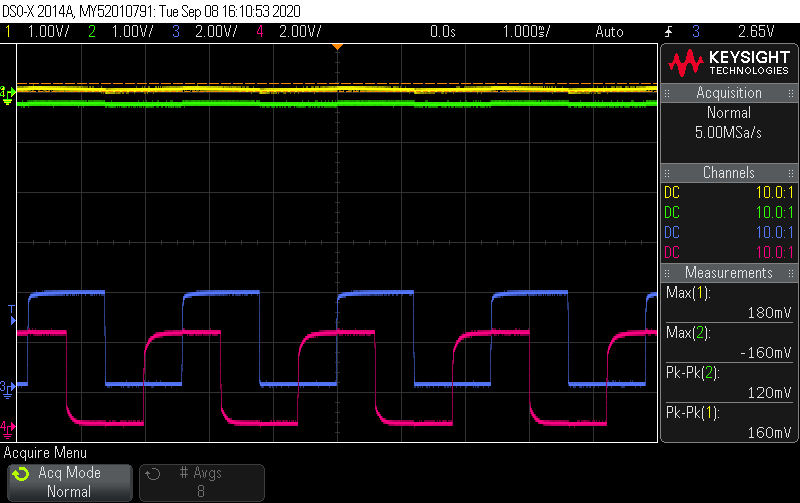 DSO-X 2014A, MY52010791: Tue Sep 08 16:10:53 2020
1 1.00V/ 2 1.00V/ 3 2.00V/ 4 2.00V/ 0.0s 1.000s/ Auto 3 2.65V
KEYSIGHT
TECHNOLOGIES
Acquisition
Normal
5.00MSa/s
Channels
DC 10.0:1
DC 10.0:1
DC 10.0:1
DC 10.0:1
Measurements
Max(1):
180mV
Max(2):
-160mV
Pk-Pk(2):
120mV
Pk-Pk(1):
160mV
T
3
4
Acquire Menu
Acq Mode
Normal
# Avgs
8